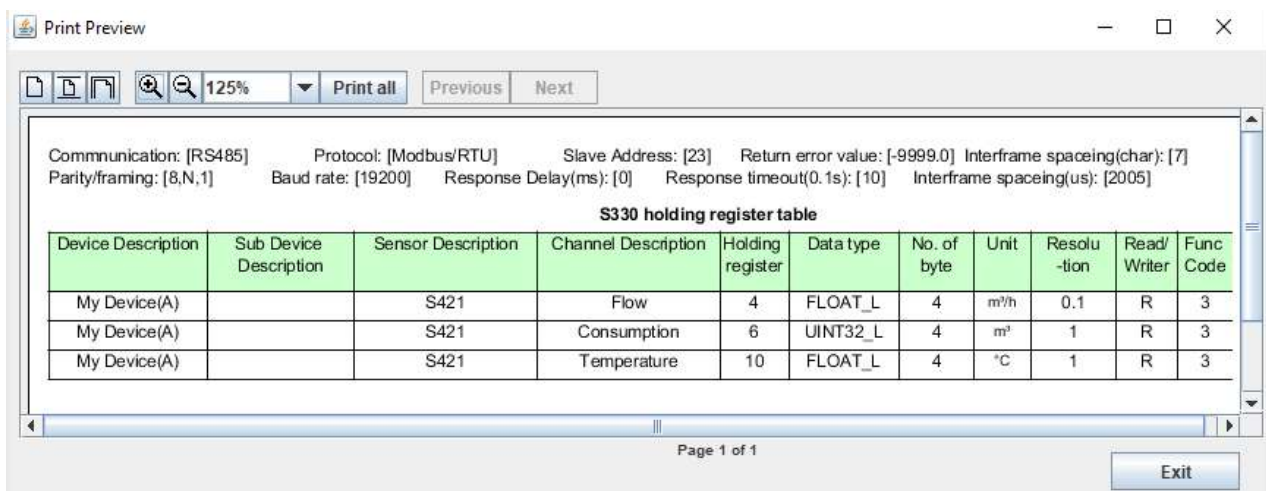 Print Preview
125% Print all Previous Next
Commnunication: [RS485] Protocol: [Modbus/RTU] Slave Address: [23] Return error value: [-9999.0] Interframe spaceing(char): [7]
Parity/framing: [8,N,1] Baud rate: [19200] Response Delay(ms): [0] Response timeout(0.1s): [10] Interframe spaceing(us): [2005]
S330 holding register table
Device Description Sub Device Sensor Description Channel Description Holding Data type No. of Unit Resolu Read/ Func
Description register byte -tion Writer Code
My Device(A) S421 Flow 4 FLOAT_L 4 m³/h 0.1 R 3
My Device(A) S421 Consumption 6 UINT32_L 4 m³ 1 R 3
My Device(A) S421 Temperature 10 FLOAT_L 4 °C 1 R 3
Page 1 of 1
Exit